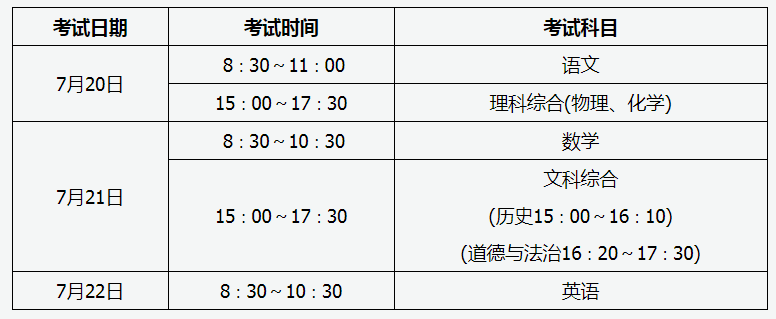 考试日期 考试时间 考试科目
7月20日 8：30～11：00 语文
15：00～17：30 理科综合(物理、化学)
7月21日 8：30～10：30 数学
15：00～17：30 文科综合
(历史15：00～16：10)
(道德与法治16：20～17：30)
7月22日 8：30～10：30 英语